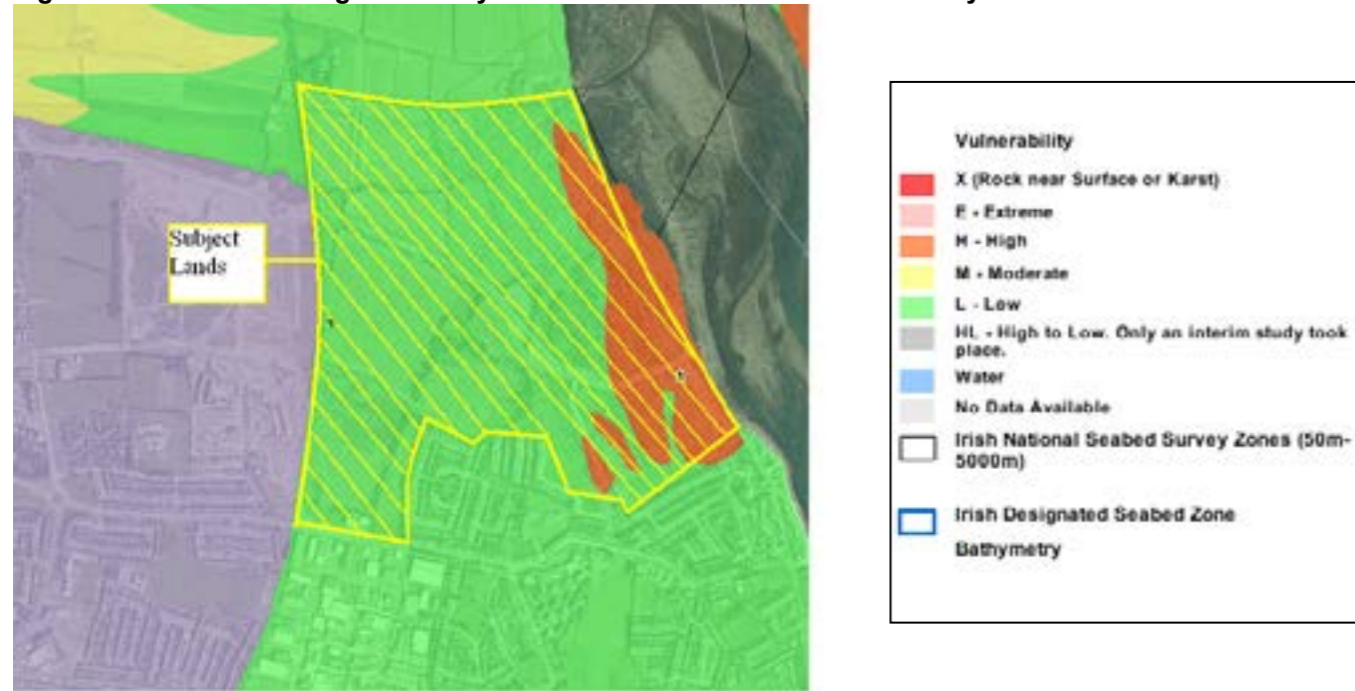 Subject
Lands
Vulnerability
X (Rock near Surface or Karst)
E - Extreme
H - High
M - Moderate
L - Low
HL - High to Low. Only an interim study took
place.
Water
No Data Available
Irish National Seabed Survey Zones (50m-
5000m)
Irish Designated Seabed Zone
Bathymetry